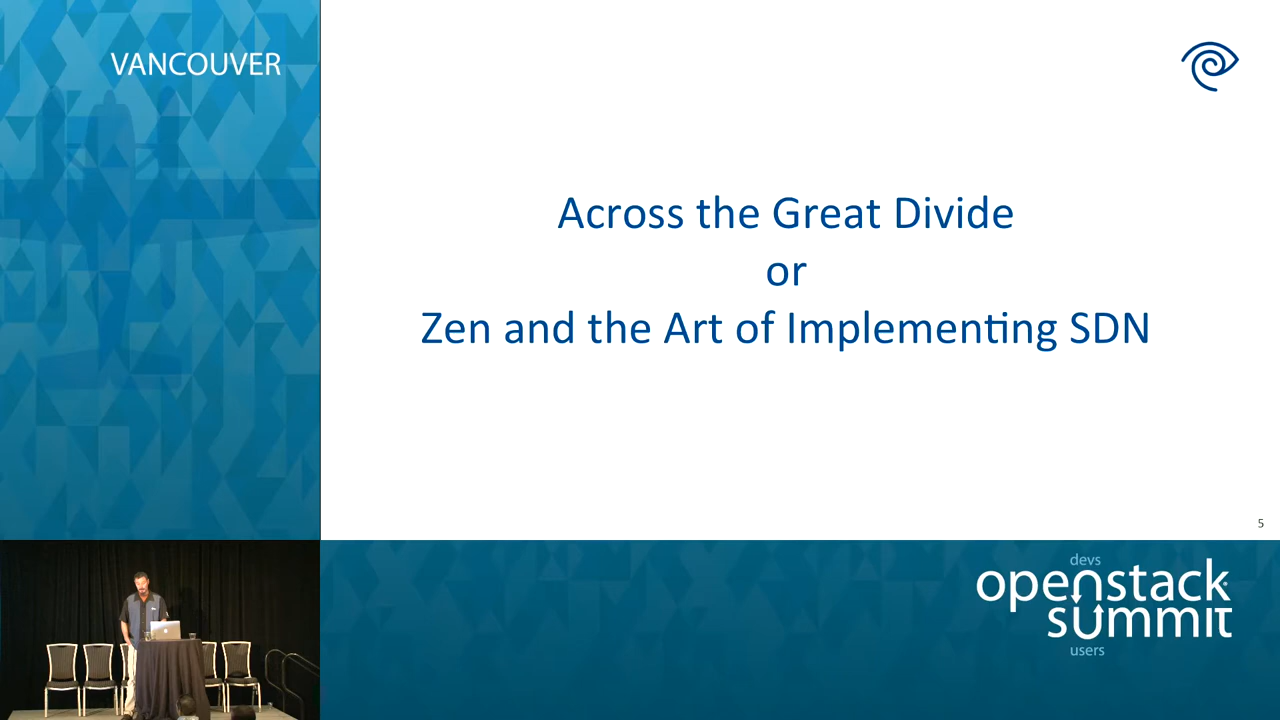 VANCOUVER
Across the Great Divide
or
Zen and the Art of Implementing SDN
5
devs
openstack
summit
users